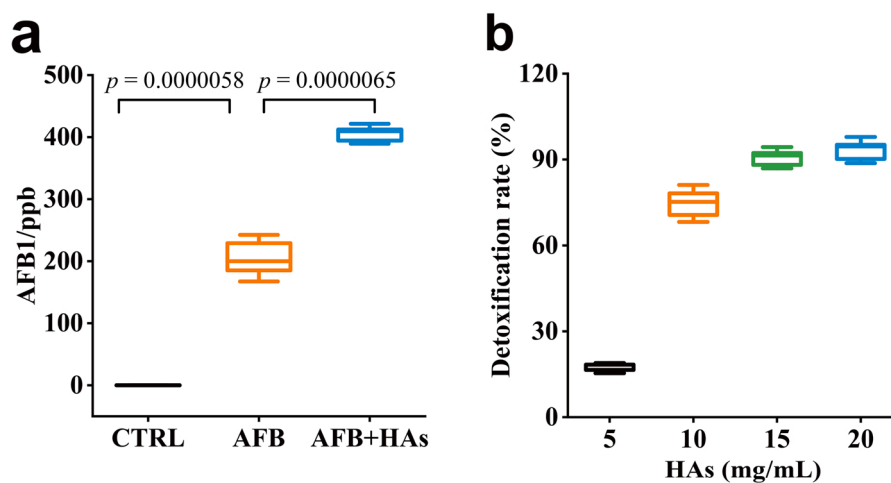 a
p = 0.0000058
p = 0.0000065
AFB1/ppb
500
400
300
200
100
0
CTRL
AFB
AFB+HAs
b
Detoxification rate (%)
120
90
60
30
0
5
10
15
20
HAs (mg/mL)